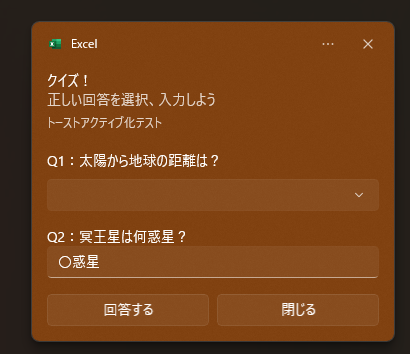 Excel
クイズ！
正しい回答を選択、入力しよう
トーストアクティブ化テスト
Q1：太陽から地球の距離は？
Q2：冥王星は何惑星？
〇惑星
回答する
閉じる